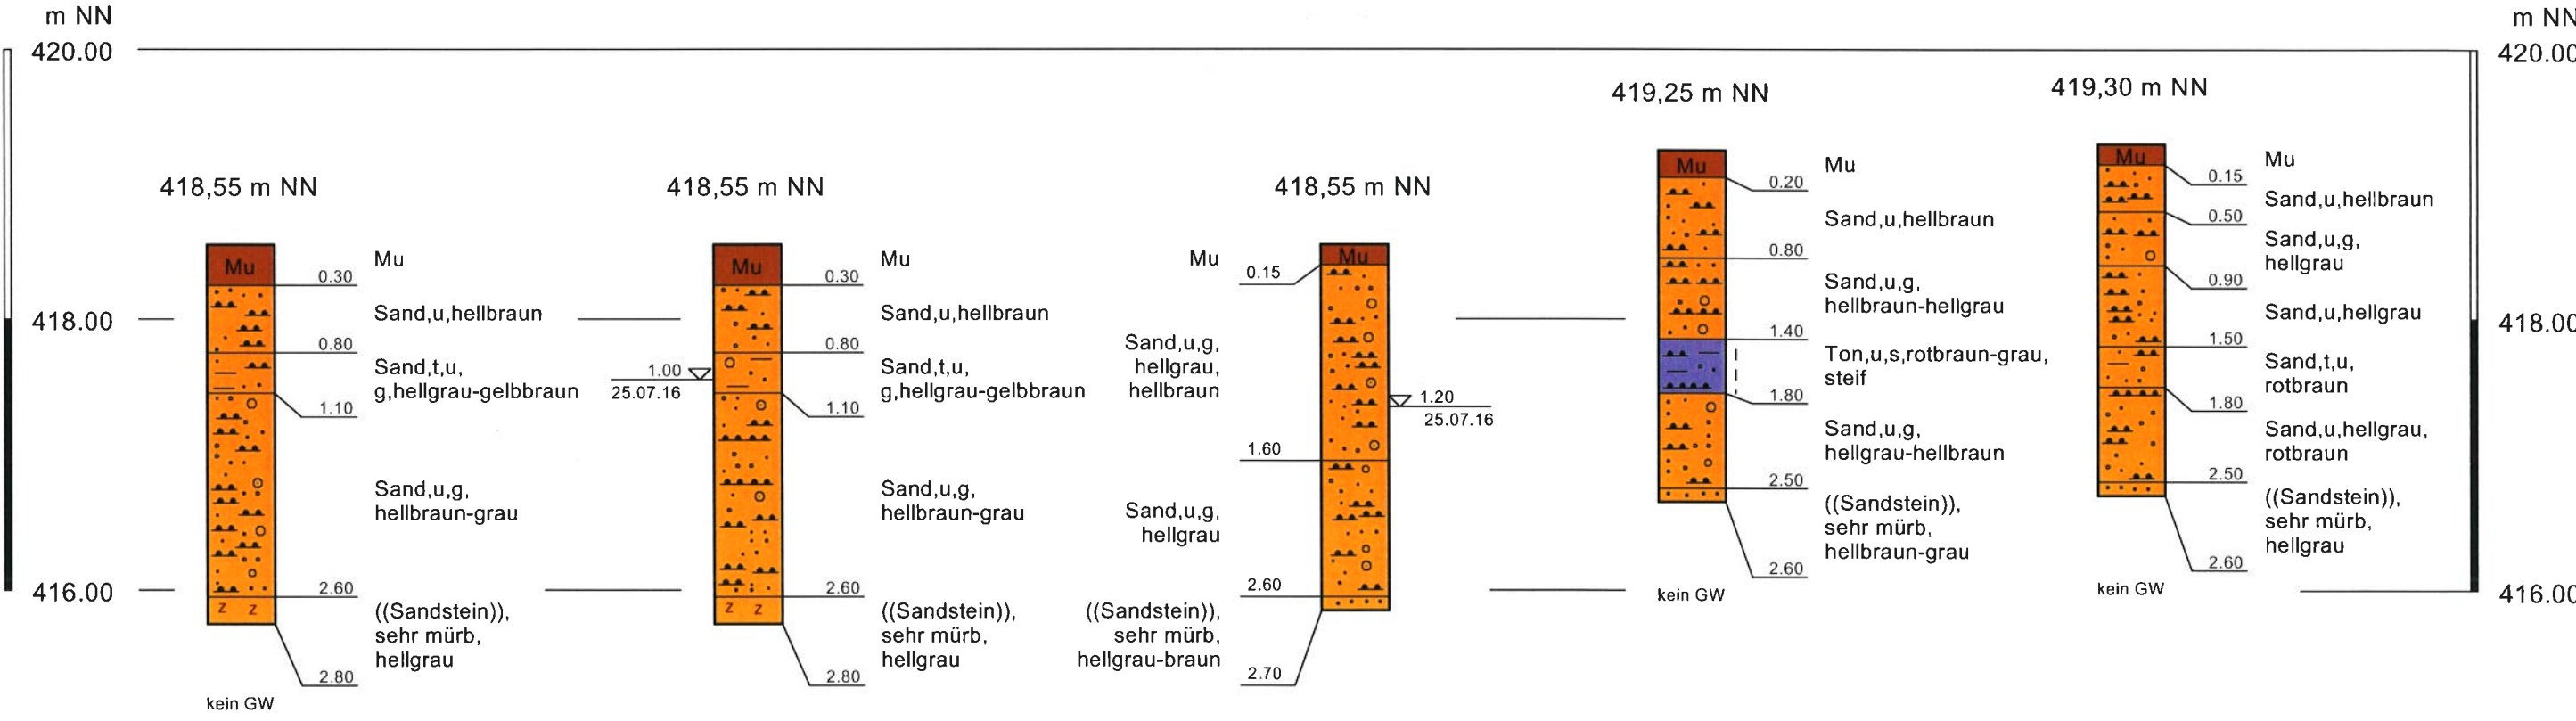 m NN
420.00
418.00
416.00
418,55 m NN
Mu
0.30
Mu
Sand,u,hellbraun
0.80
Sand,t,u,
g,hellgrau-gelbbraun
1.10
Sand,u,g,
hellbraun-grau
2.60
z z
((Sandstein)),
sehr mürb,
hellgrau
2.80
kein GW
418,55 m NN
Mu
0.30
Mu
Sand,u,hellbraun
0.80
1.00
25.07.16
Sand,t,u,
g,hellgrau-gelbbraun
1.10
Sand,u,g,
hellbraun-grau
2.60
z z
((Sandstein)),
sehr mürb,
hellgrau
2.80
418,55 m NN
Mu
Mu
0.15
Sand,u,g,
hellgrau,
hellbraun
1.20
25.07.16
1.60
Sand,u,g,
hellgrau
2.60
((Sandstein)),
sehr mürb,
hellgrau-braun
2.70
419,25 m NN
Mu
Mu
0.20
Sand,u,hellbraun
0.80
Sand,u,g,
hellbraun-hellgrau
1.40
Ton,u,s,rotbraun-grau,
steif
1.80
Sand,u,g,
hellgrau-hellbraun
2.50
((Sandstein)),
sehr mürb,
hellbraun-grau
2.60
kein GW
419,30 m NN
Mu
Mu
0.15
Sand,u,hellbraun
0.50
Sand,u,g,
hellgrau
0.90
Sand,u,hellgrau
1.50
Sand,t,u,
rotbraun
1.80
Sand,u,hellgrau,
rotbraun
2.50
((Sandstein)),
sehr mürb,
hellgrau
2.60
kein GW
m NN
420.00
418.00
416.00